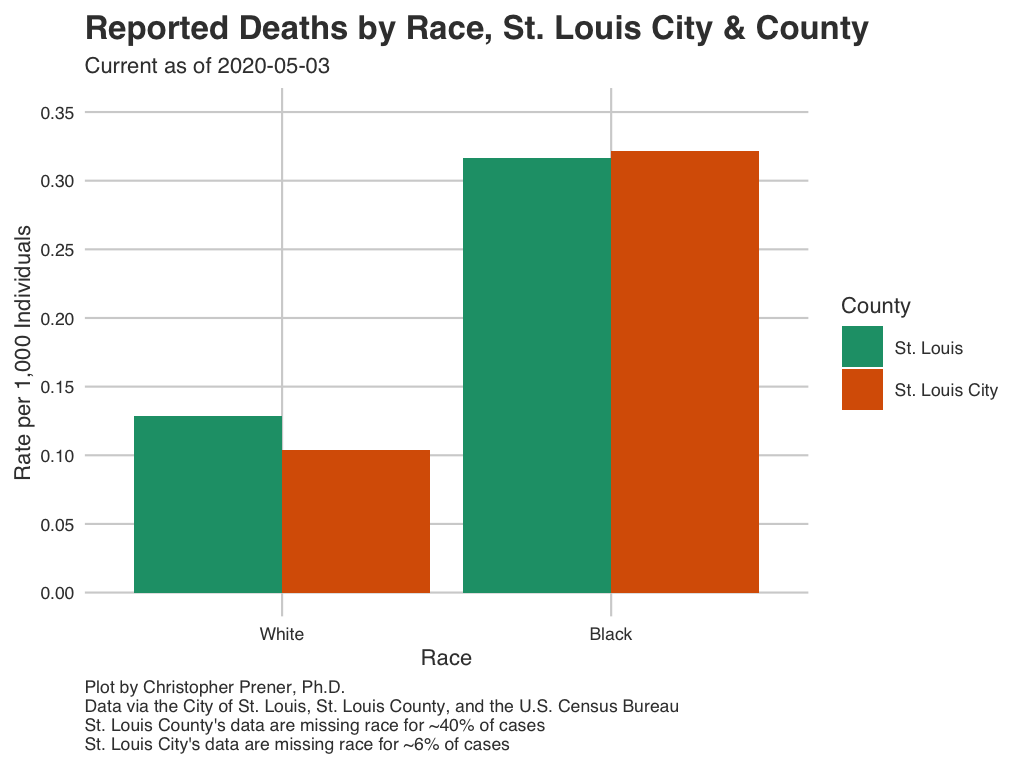 Reported Deaths by Race, St. Louis City & County
Current as of 2020-05-03
Rate per 1,000 Individuals
0.35
0.30
0.25
0.20
0.15
0.10
0.05
0.00
White
Black
Race
County
St. Louis
St. Louis City
Plot by Christopher Prener, Ph.D.
Data via the City of St. Louis, St. Louis County, and the U.S. Census Bureau
St. Louis County's data are missing race for ~40% of cases
St. Louis City's data are missing race for ~6% of cases